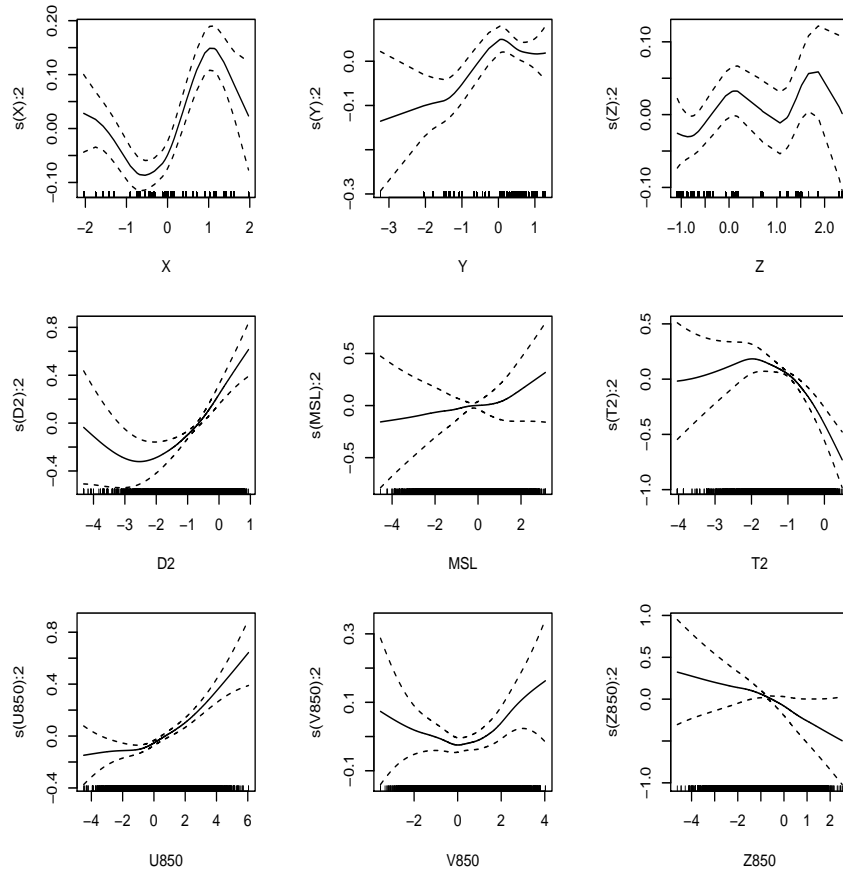 s(X):2
0.20
0.10
0.00
−0.10
−2 −1 0 1 2
X
s(Y):2
0.0
−0.1
−0.3
−3 −2 −1 0 1
Y
s(Z):2
0.10
0.00
−0.10
−1.0 0.0 1.0 2.0
Z
s(D2):2
0.8
0.4
0.0
−0.4
−4 −3 −2 −1 0 1
D2
s(MSL):2
0.5
0.0
−0.5
−4 −2 0 2
MSL
s(T2):2
0.5
0.0
−0.5
−1.0
−4 −3 −2 −1 0
T2
s(U850):2
0.8
0.4
0.0
−0.4
−4 −2 0 2 4 6
U850
s(V850):2
0.3
0.1
−0.1
−2 0 2 4
V850
s(Z850):2
1.0
0.5
0.0
−1.0
−4 −2 0 1 2
Z850